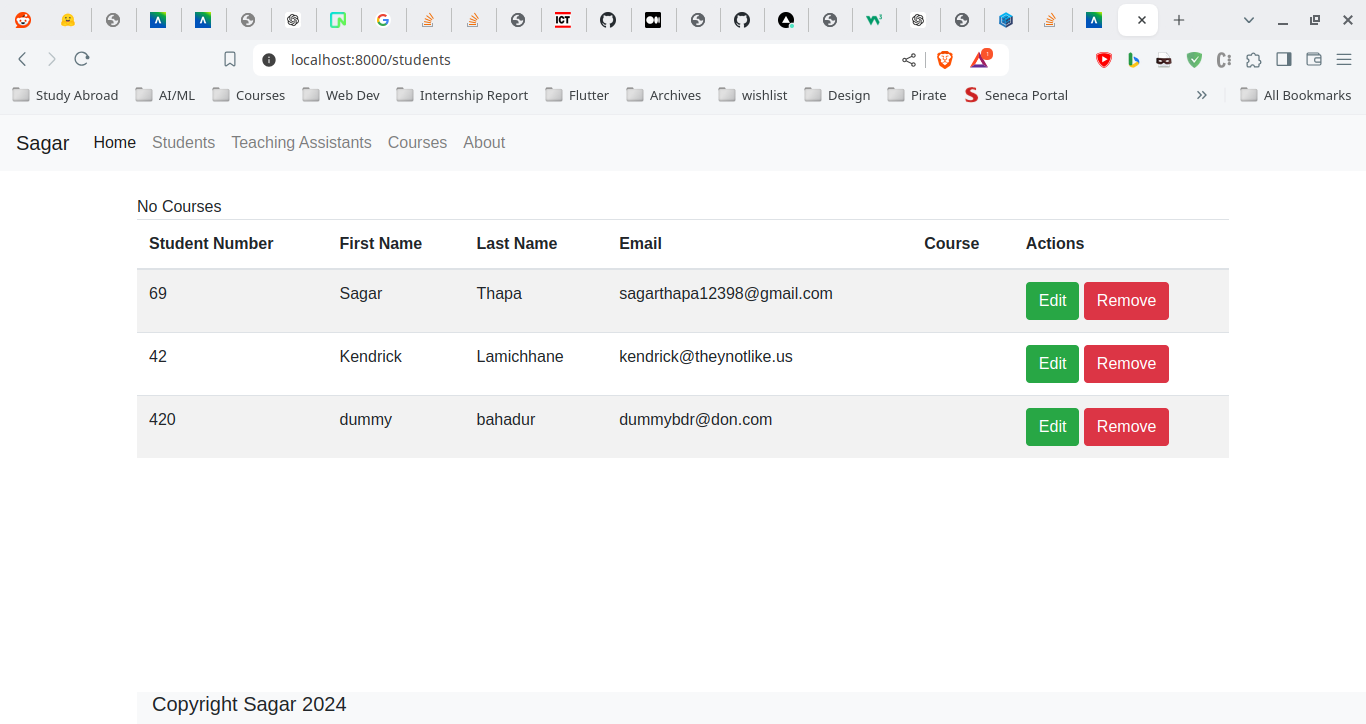 ICT
localhost:8000/students
1
Study Abroad AI/ML Courses Web Dev Internship Report Flutter Archives wishlist Design Pirate Seneca Portal » All Bookmarks
Sagar Home Students Teaching Assistants Courses About
No Courses
Student Number First Name Last Name Email Course Actions
69 Sagar Thapa sagarthapa12398@gmail.com Edit Remove
42 Kendrick Lamichhane kendrick@theynotlike.us Edit Remove
420 dummy bahadur dummybdr@don.com Edit Remove
Copyright Sagar 2024